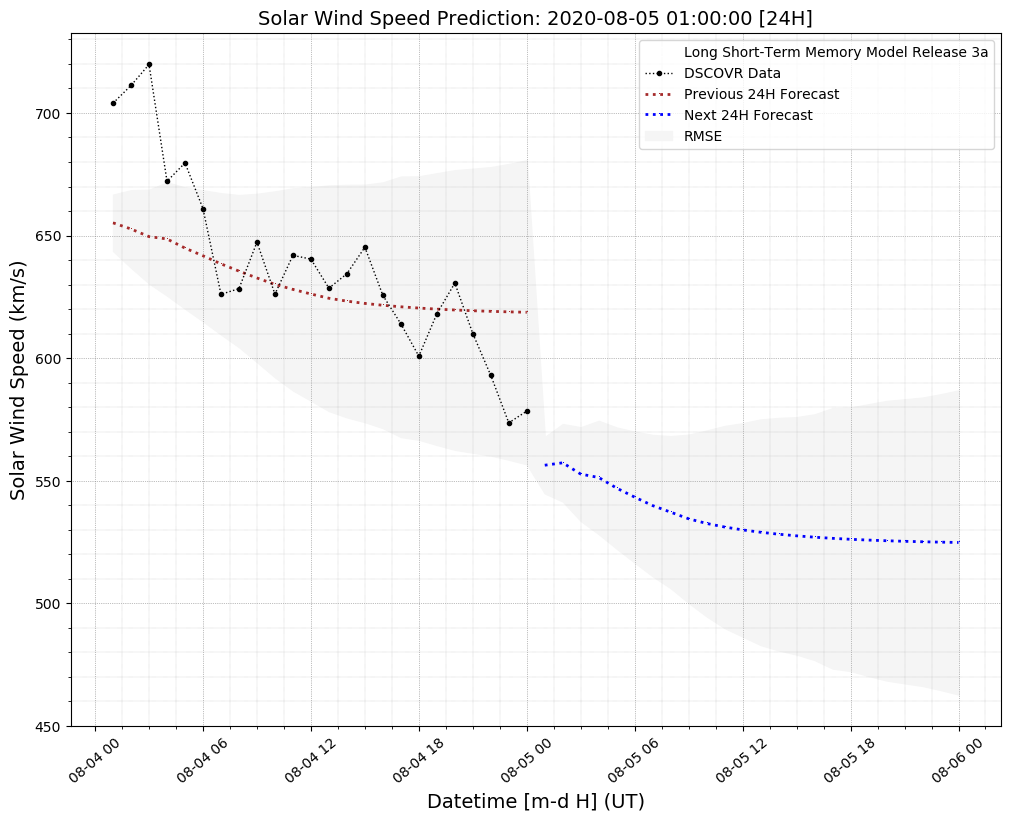 Solar Wind Speed Prediction: 2020-08-05 01:00:00 [24H]
Long Short-Term Memory Model Release 3a
DSCOVR Data
Previous 24H Forecast
Next 24H Forecast
RMSE
Solar Wind Speed (km/s)
700
650
600
550
500
450
08-04 00
08-04 06
08-04 12
08-04 18
08-05 00
08-05 06
08-05 12
08-05 18
08-06 00
Datetime [m-d H] (UT)